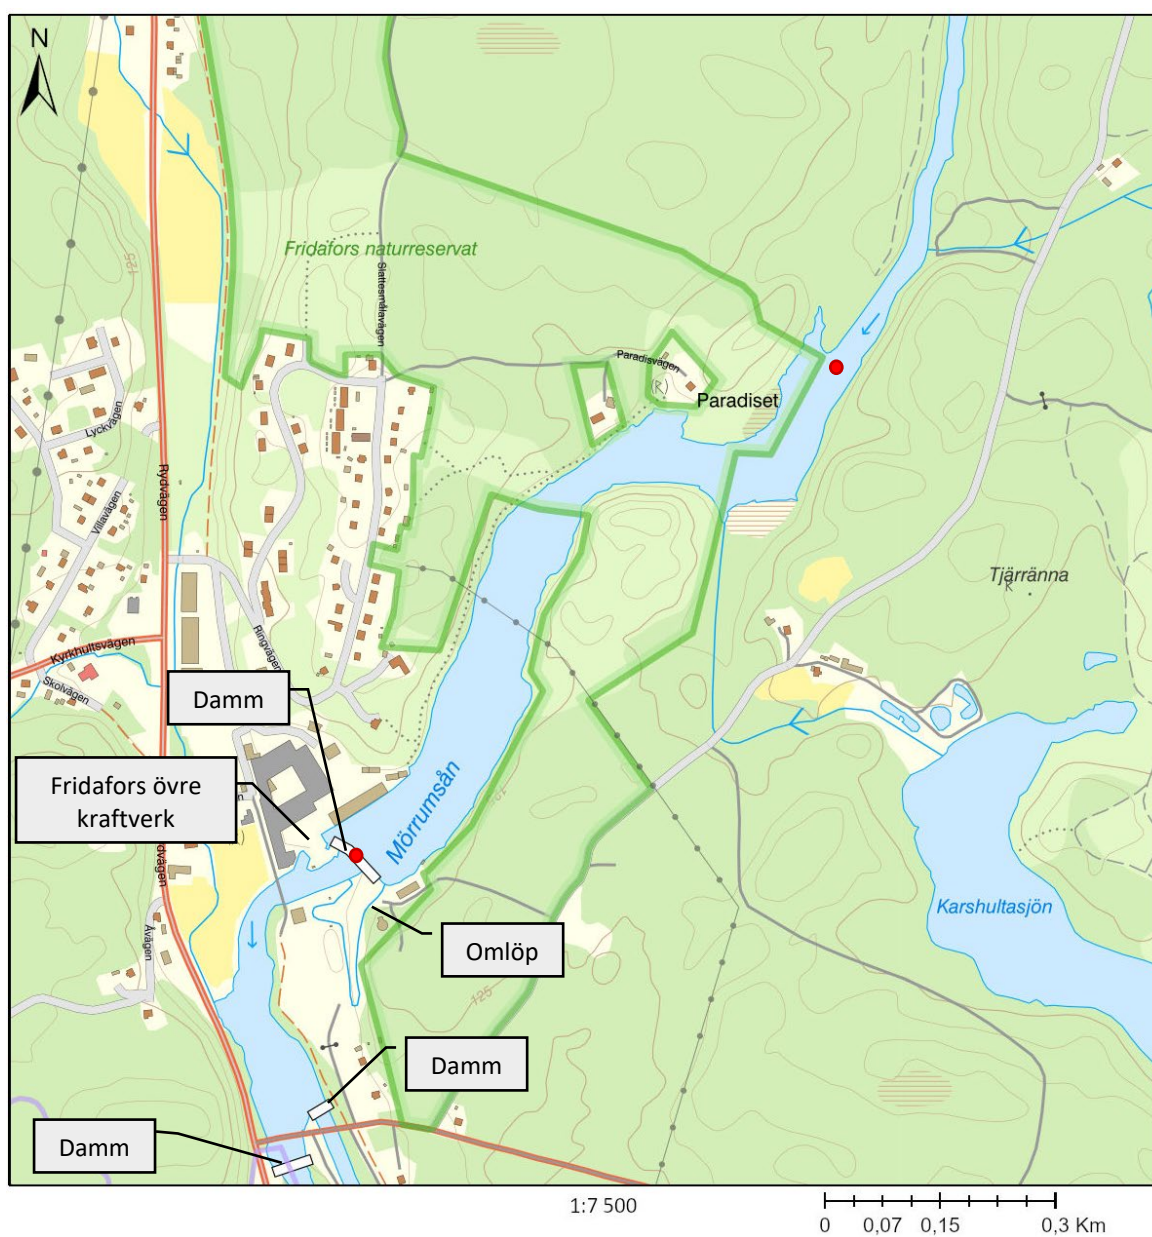 N
125
Fridafors naturreservat
Slattesmålavägen
Paradisvägen
(R)
Paradiset
Lyckvägen
Rydvägen
Villavägen
Tjärränna
R
Kyrkhultsvägen
Ringvägen
Skolvägen
Damm
Fridafors övre
kraftverk
Mörrumsån
Karshultasjön
Åvägen
Omlöp
125
Damm
Damm
1:7 500
0 0,07 0,15 0,3 Km